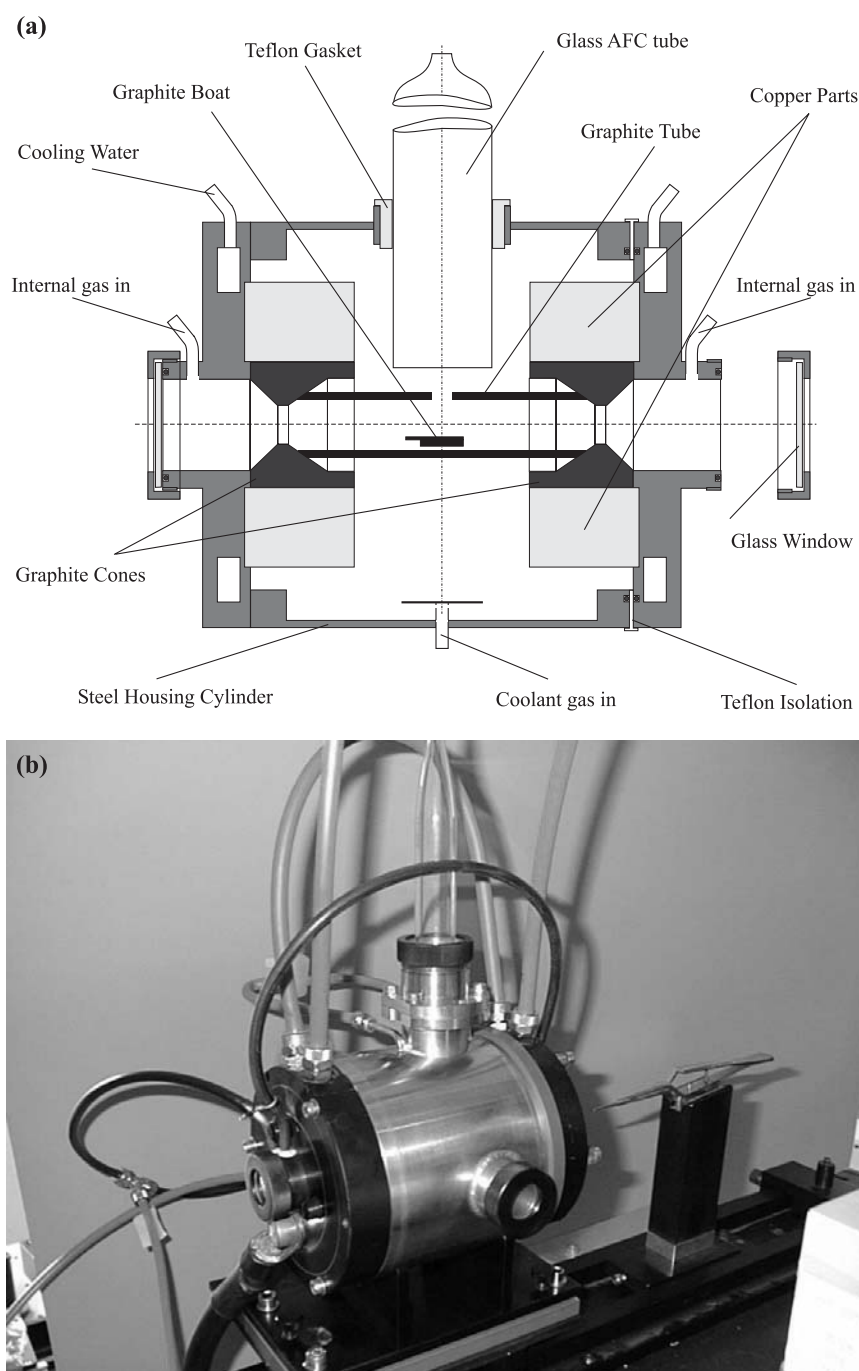 (a)
Teflon Gasket
Glass AFC tube
Graphite Boat
Copper Parts
Graphite Tube
Cooling Water
Internal gas in
Internal gas in
Glass Window
Graphite Cones
Steel Housing Cylinder
Coolant gas in
Teflon Isolation
(b)